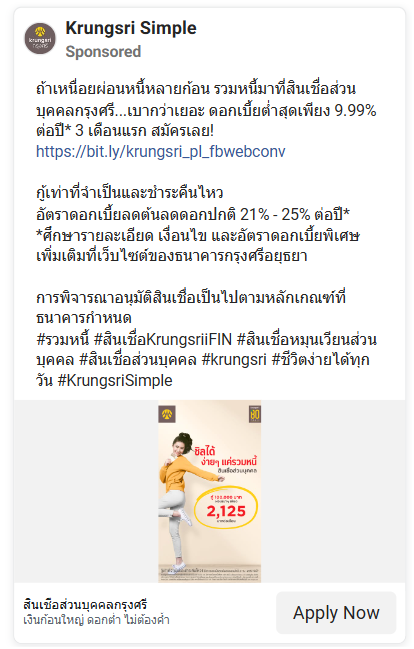 Krungsri Simple
Sponsored
krungsri
กรุงศรี
ถ้าเหนื่อยผ่อนหนี้หลายก้อน รวมหนี้มาที่สินเชื่อส่วน
บุคคลกรุงศรี...เบากว่าเยอะ ดอกเบี้ยต่ำสุดเพียง 9.99%
ต่อปี* 3 เดือนแรก สมัครเลย!
https://bit.ly/krungsri_pl_fbwebconv
กู้เท่าที่จำเป็นและชำระคืนไหว
อัตราดอกเบี้ยลดต้นลดดอกปกติ 21% - 25% ต่อปี*
*ศึกษารายละเอียด เงื่อนไข และอัตราดอกเบี้ยพิเศษ
เพิ่มเติมที่เว็บไซต์ของธนาคารกรุงศรีอยุธยา
การพิจารณาอนุมัติสินเชื่อเป็นไปตามหลักเกณฑ์ที่
ธนาคารกำหนด
#รวมหนี้ #สินเชื่อKrungsriiFIN #สินเชื่อหมุนเวียนส่วน
บุคคล #สินเชื่อส่วนบุคคล #krungsri #ชีวิตง่ายได้ทุก
วัน #KrungsriSimple
ชิลได้
ง่ายๆ แค่รวมหนี้
สินเชื่อส่วนบุคคล
กู้ 100,000 บาท
2,125
บาทต่อเดือน
สินเชื่อส่วนบุคคลกรุงศรี
เงินก้อนใหญ่ ดอกต่ำ ไม่ต้องค้ำ
Apply Now